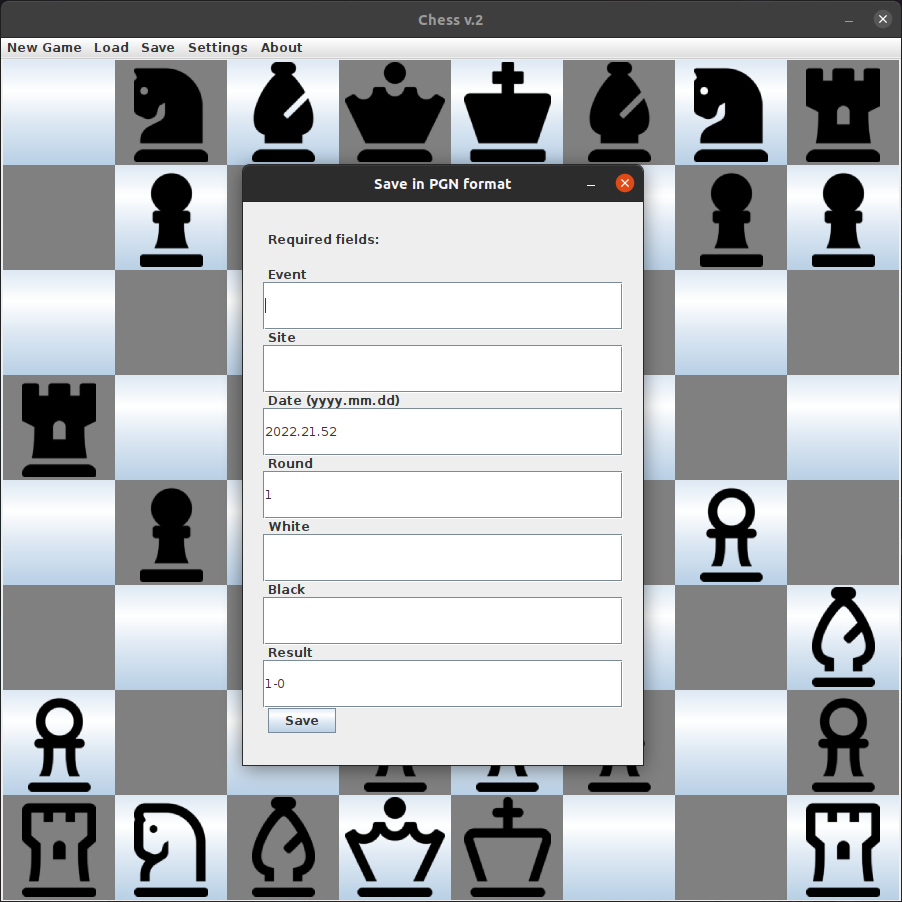 Chess v.2
New Game Load Save Settings About
Save in PGN format
Required fields:
Event
Site
Date (yyyy.mm.dd)
2022.21.52
Round
1
White
Black
Result
1-0
Save